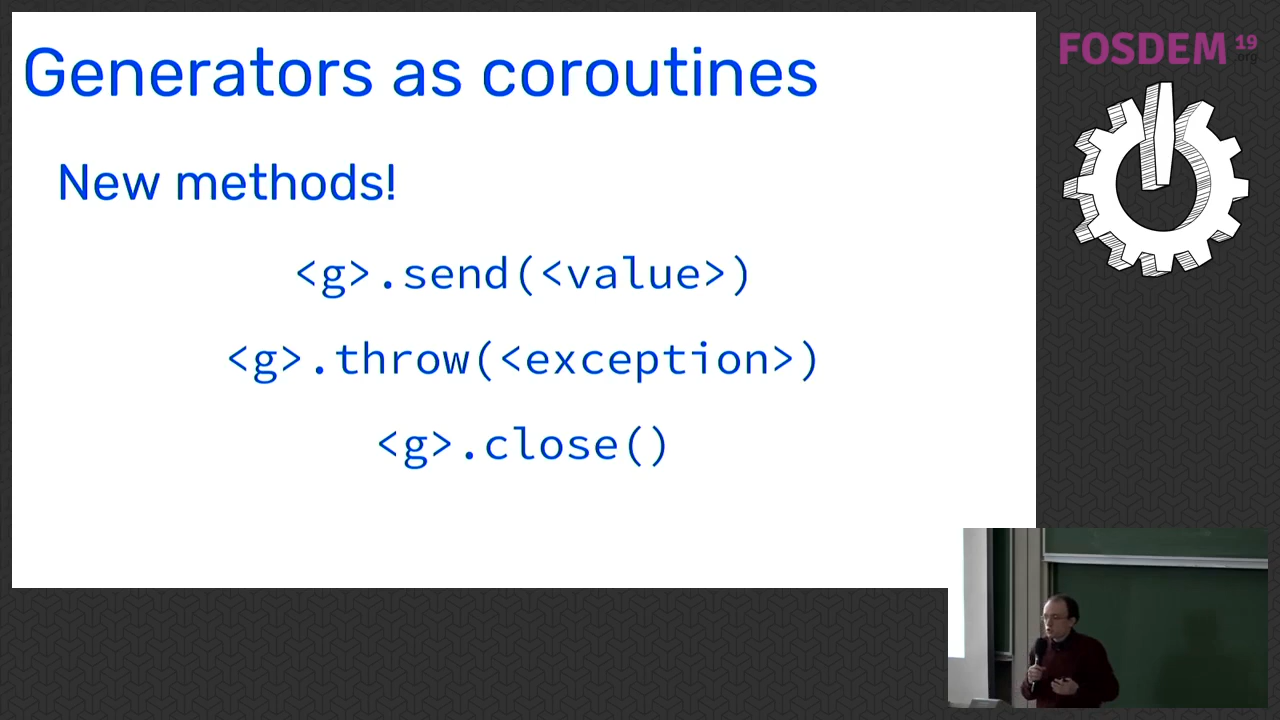 Generators as coroutines
New methods!
<g>.send(<value>)
<g>.throw(<exception>)
<g>.close()
FOSDEM 19
.org